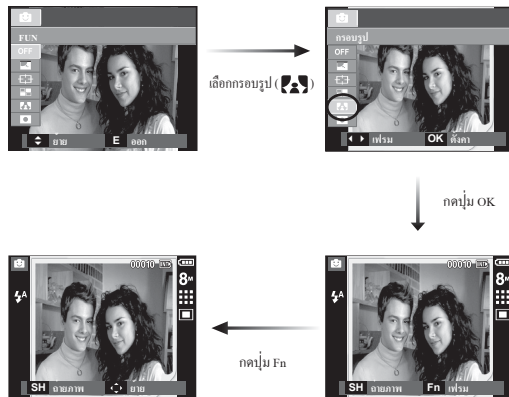 FUN
OFF
ย้าย E ออก
เลือกกรอบรูป ( )
กรอบรูป
OFF
เฟรม OK ตั้งค่า
กดปุ่ม OK
00010 IN
8M
A
SH ถ่ายภาพ Fn เฟรม
กดปุ่ม Fn
00010 IN
8M
A
SH ถ่ายภาพ ย้าย